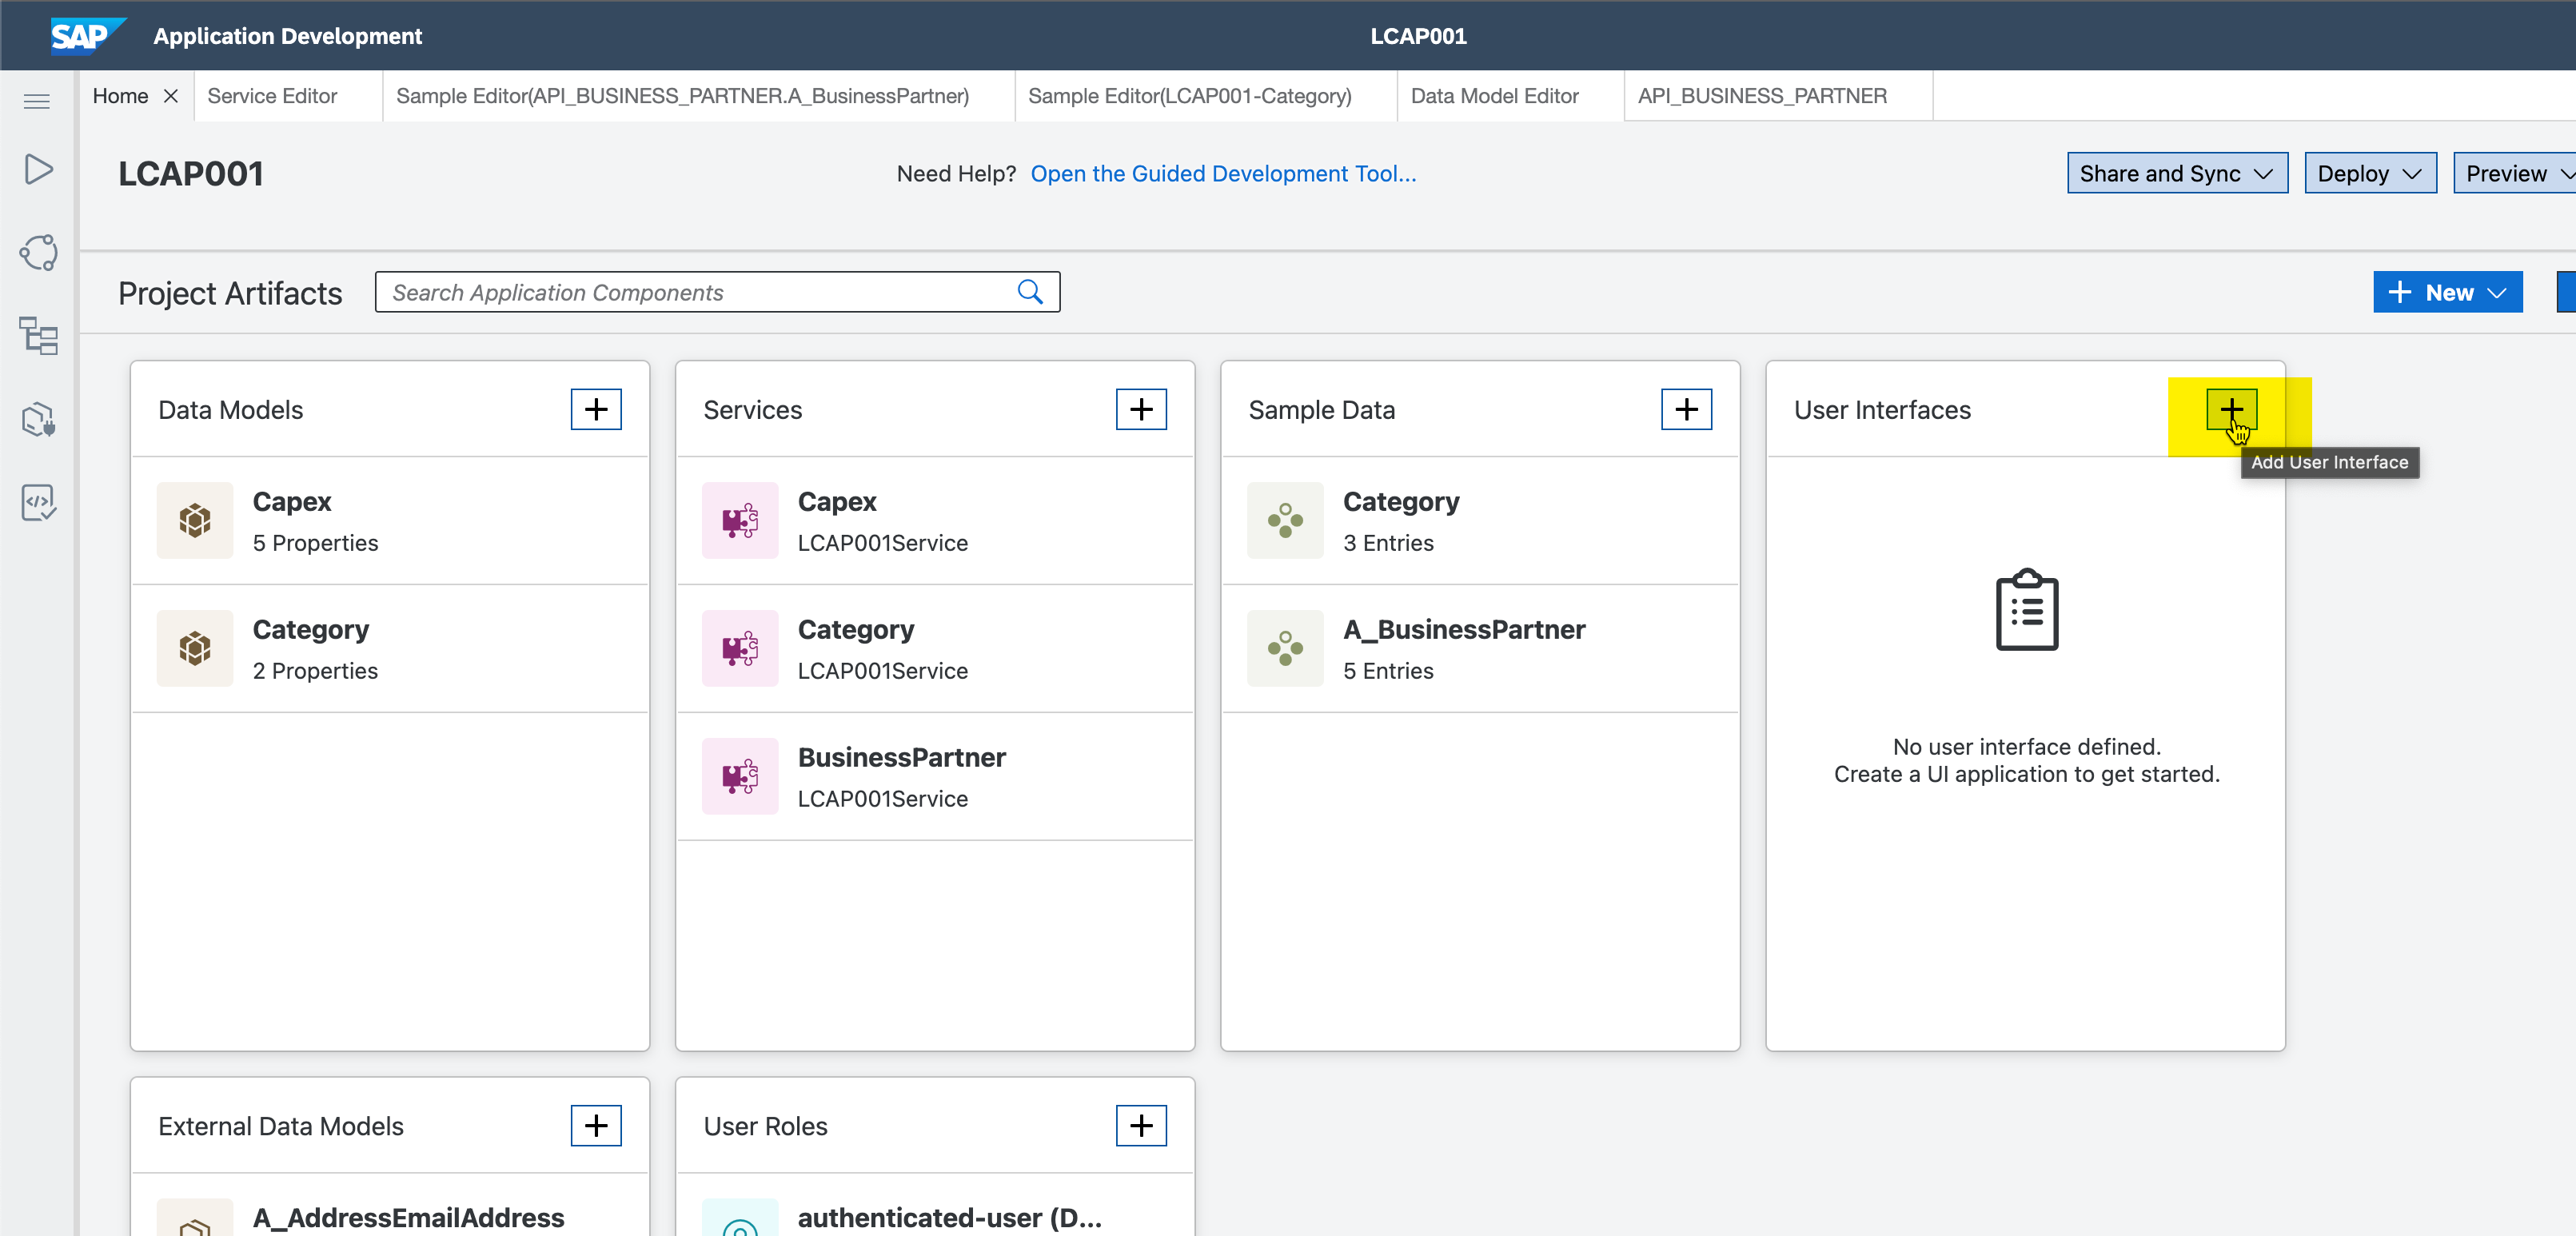 SAP Application Development
LCAP001
Home
Service Editor
Sample Editor(API_BUSINESS_PARTNER.A_BusinessPartner)
Sample Editor(LCAP001-Category)
Data Model Editor
API_BUSINESS_PARTNER
LCAP001
Need Help? Open the Guided Development Tool...
Share and Sync
Deploy
Preview
Project Artifacts
Search Application Components
New
Data Models
Capex
5 Properties
Category
2 Properties
Services
Capex
LCAP001Service
Category
LCAP001Service
BusinessPartner
LCAP001Service
Sample Data
Category
3 Entries
A_BusinessPartner
5 Entries
User Interfaces
Add User Interface
No user interface defined.
Create a UI application to get started.
External Data Models
A_AddressEmailAddress
User Roles
authenticated-user (D...